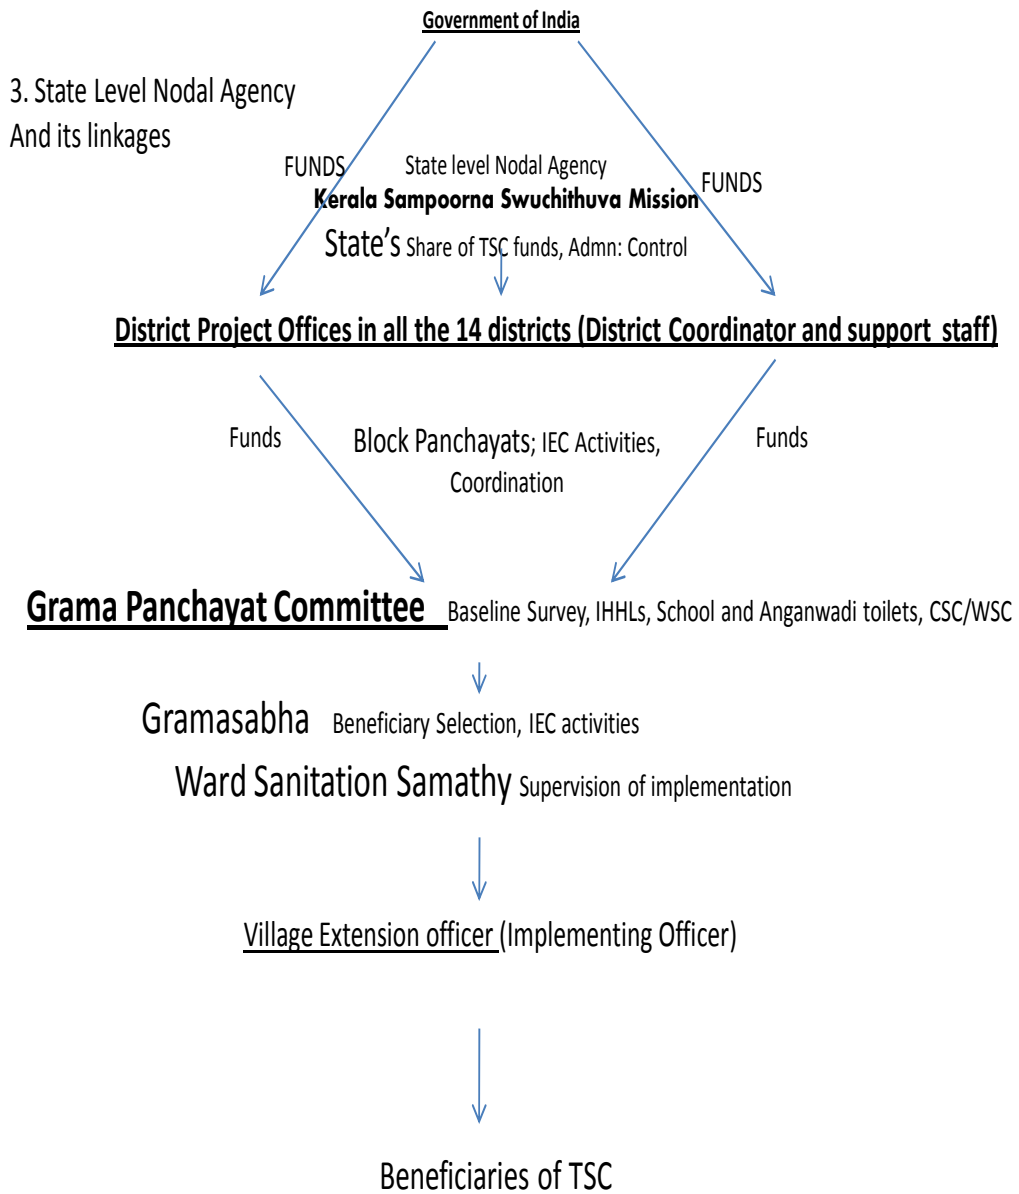 Government of India
3. State Level Nodal Agency
And its linkages
FUNDS
State level Nodal Agency
FUNDS
Kerala Sampoorna Swuchithuva Mission
State's Share of TSC funds, Admn: Control
District Project Offices in all the 14 districts (District Coordinator and support staff)
Funds
Block Panchayats; IEC Activities,
Coordination
Funds
Grama Panchayat Committee Baseline Survey, IHHLs, School and Anganwadi toilets, CSC/WSC
Gramasabha Beneficiary Selection, IEC activities
Ward Sanitation Samathy Supervision of implementation
Village Extension officer (Implementing Officer)
Beneficiaries of TSC